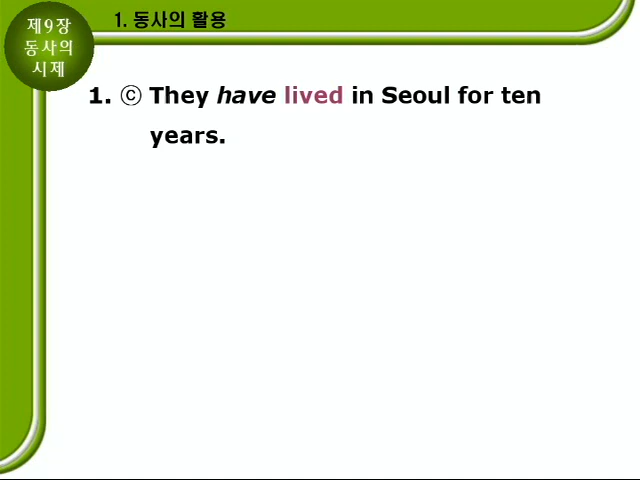 제9장
동사의
시제
1. 동사의 활용
1. ⓒ They have lived in Seoul for ten
years.